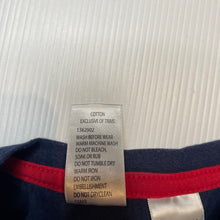 COTTON
EXCLUSIVE OF TRIMS
1362902
WASH BEFORE WEAR
WARM MACHINE WASH
DO NOT BLEACH,
SOAK OR RUB
DO NOT TUMBLE DRY
WARM IRON
DO NOT IRON
EMBELLISHMENT
DO NOT DRYCLEAN